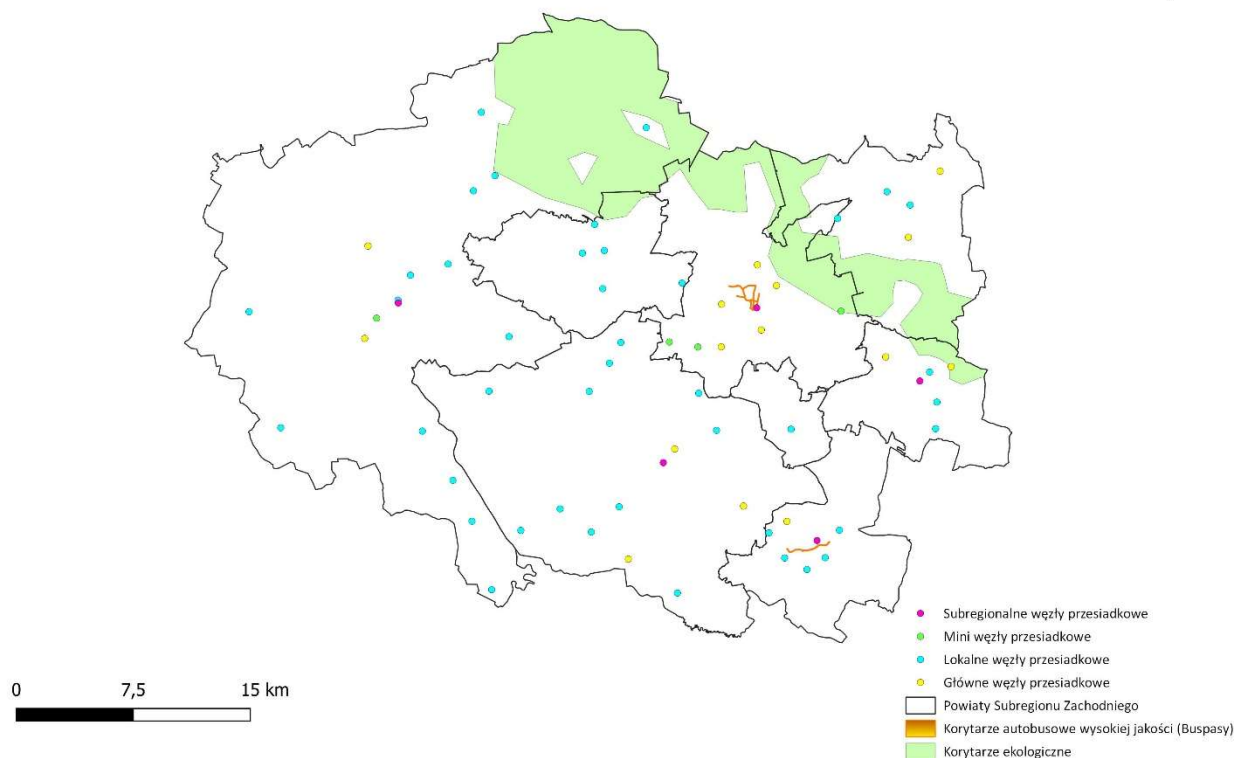 Subregionalne węzły przesiadkowe
Mini węzły przesiadkowe
Lokalne węzły przesiadkowe
Główne węzły przesiadkowe
Powiaty Subregionu Zachodniego
Korytarze autobusowe wysokiej jakości (Buspasy)
Korytarze ekologiczne
0 7,5 15 km